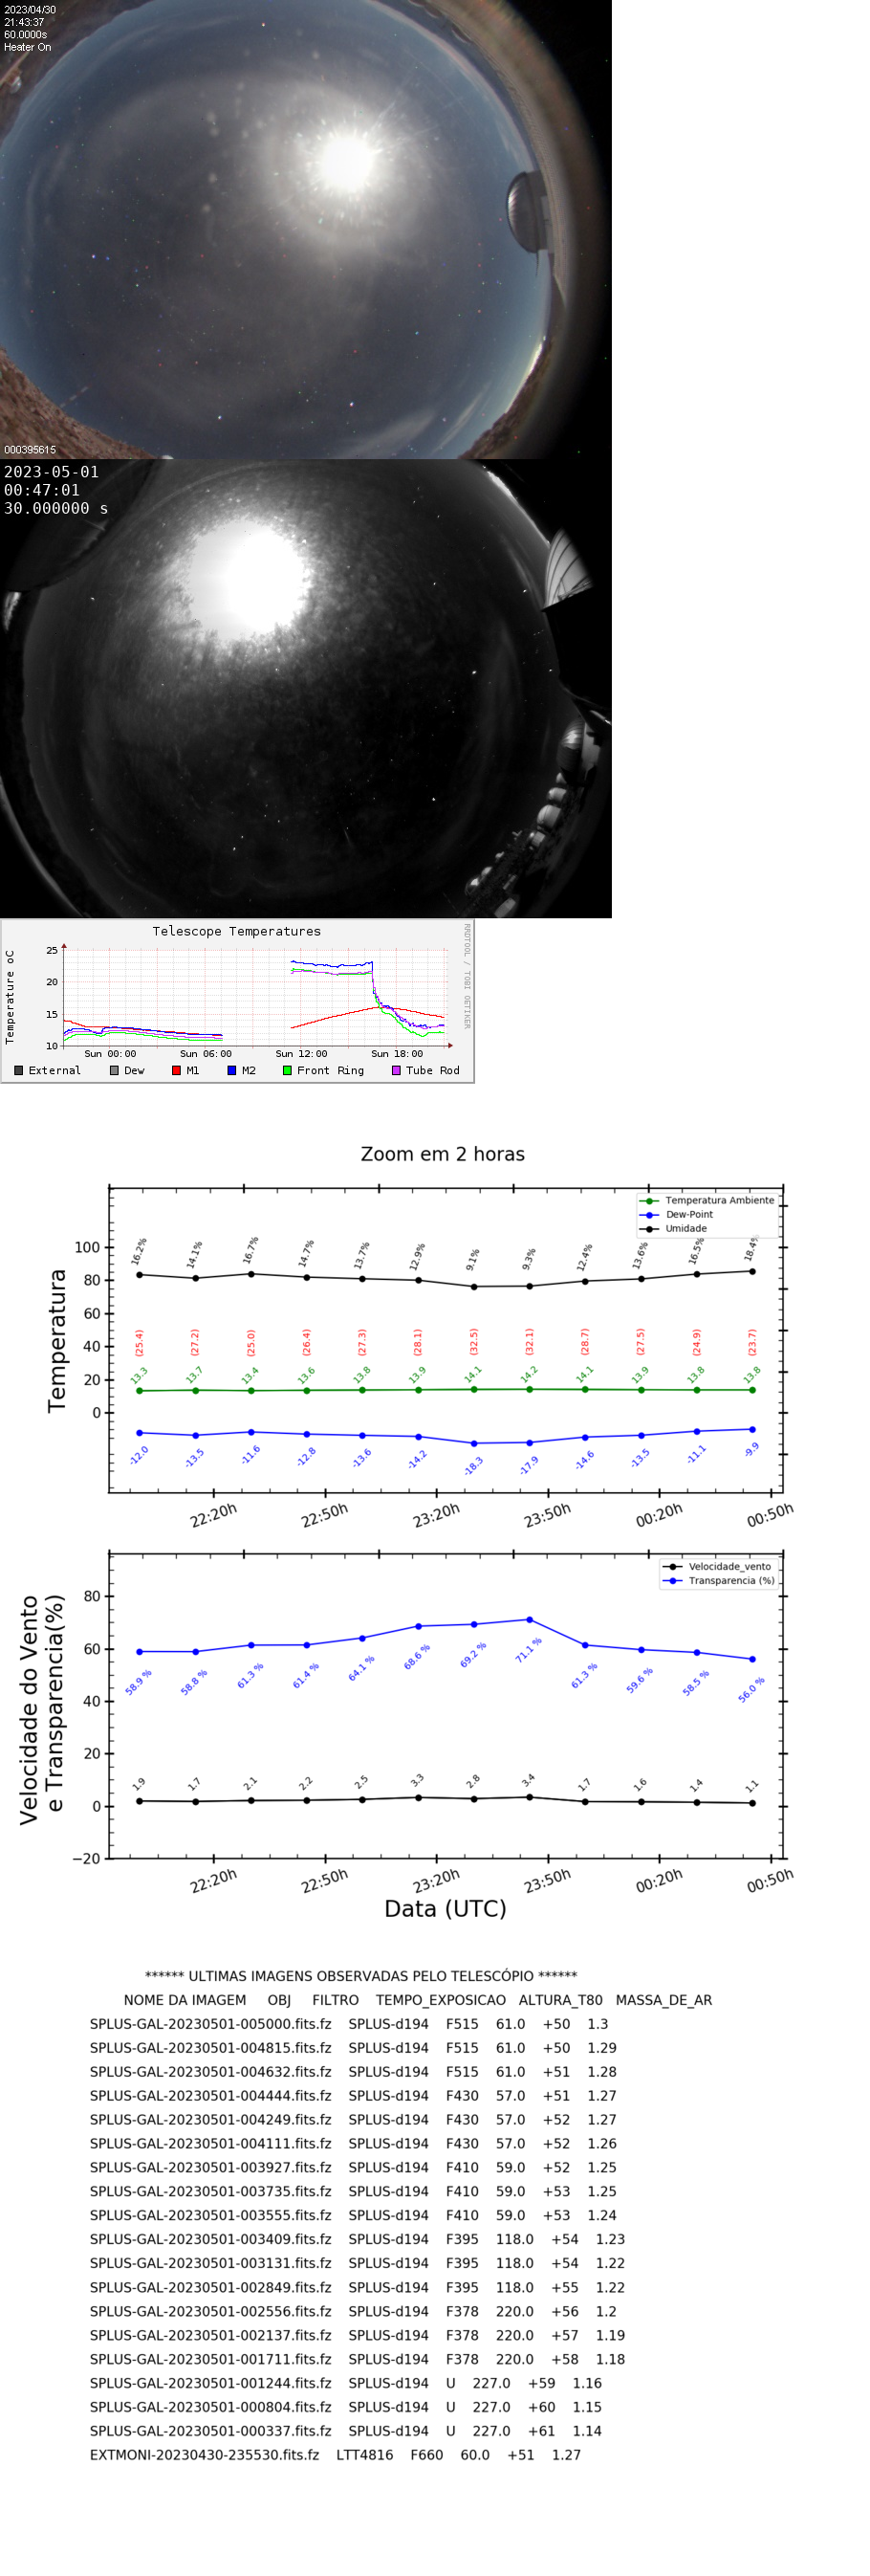 2023/04/30
21:43:37
60.0000s
Heater On
000395615
2023-05-01
00:47:01
30.000000 s
Telescope Temperatures
RRDTOOL / TOBI OETIKER
Temperature oC
25
20
15
10
Sun 00:00 Sun 06:00 Sun 12:00 Sun 18:00
External Dew M1 M2 Front Ring Tube Rod
Zoom em 2 horas
Temperatura Ambiente
Dew-Point
Umidade
Temperatura
100
80
60
40
20
0
16.2% 14.1% 16.7% 14.7% 13.7% 12.9% 9.1% 9.3% 12.4% 13.6% 16.5% 18.4%
(25.4) (27.2) (25.0) (26.4) (27.3) (28.1) (32.5) (32.1) (28.7) (27.5) (24.9) (23.7)
13.3 13.7 13.4 13.6 13.8 13.9 14.1 14.2 14.1 13.9 13.8 13.8
-12.0 -13.5 -11.6 -12.8 -13.6 -14.2 -18.3 -17.9 -14.6 -13.5 -11.1 -9.9
22:20h 22:50h 23:20h 23:50h 00:20h 00:50h
Velocidade_vento
Transparencia (%)
Velocidade do Vento
e Transparencia(%)
80
60
40
20
0
−20
58.9 % 58.8 % 61.3 % 61.4 % 64.1 % 68.6 % 69.2 % 71.1 % 61.3 % 59.6 % 58.5 % 56.0 %
1.9 1.7 2.1 2.2 2.5 3.3 2.8 3.4 1.7 1.6 1.4 1.1
22:20h 22:50h 23:20h 23:50h 00:20h 00:50h
Data (UTC)
****** ULTIMAS IMAGENS OBSERVADAS PELO TELESCÓPIO ******
NOME DA IMAGEM OBJ FILTRO TEMPO_EXPOSICAO ALTURA_T80 MASSA_DE_AR
SPLUS-GAL-20230501-005000.fits.fz SPLUS-d194 F515 61.0 +50 1.3
SPLUS-GAL-20230501-004815.fits.fz SPLUS-d194 F515 61.0 +50 1.29
SPLUS-GAL-20230501-004632.fits.fz SPLUS-d194 F515 61.0 +51 1.28
SPLUS-GAL-20230501-004444.fits.fz SPLUS-d194 F430 57.0 +51 1.27
SPLUS-GAL-20230501-004249.fits.fz SPLUS-d194 F430 57.0 +52 1.27
SPLUS-GAL-20230501-004111.fits.fz SPLUS-d194 F430 57.0 +52 1.26
SPLUS-GAL-20230501-003927.fits.fz SPLUS-d194 F410 59.0 +52 1.25
SPLUS-GAL-20230501-003735.fits.fz SPLUS-d194 F410 59.0 +53 1.25
SPLUS-GAL-20230501-003555.fits.fz SPLUS-d194 F410 59.0 +53 1.24
SPLUS-GAL-20230501-003409.fits.fz SPLUS-d194 F395 118.0 +54 1.23
SPLUS-GAL-20230501-003131.fits.fz SPLUS-d194 F395 118.0 +54 1.22
SPLUS-GAL-20230501-002849.fits.fz SPLUS-d194 F395 118.0 +55 1.22
SPLUS-GAL-20230501-002556.fits.fz SPLUS-d194 F378 220.0 +56 1.2
SPLUS-GAL-20230501-002137.fits.fz SPLUS-d194 F378 220.0 +57 1.19
SPLUS-GAL-20230501-001711.fits.fz SPLUS-d194 F378 220.0 +58 1.18
SPLUS-GAL-20230501-001244.fits.fz SPLUS-d194 U 227.0 +59 1.16
SPLUS-GAL-20230501-000804.fits.fz SPLUS-d194 U 227.0 +60 1.15
SPLUS-GAL-20230501-000337.fits.fz SPLUS-d194 U 227.0 +61 1.14
EXTMONI-20230430-235530.fits.fz LTT4816 F660 60.0 +51 1.27